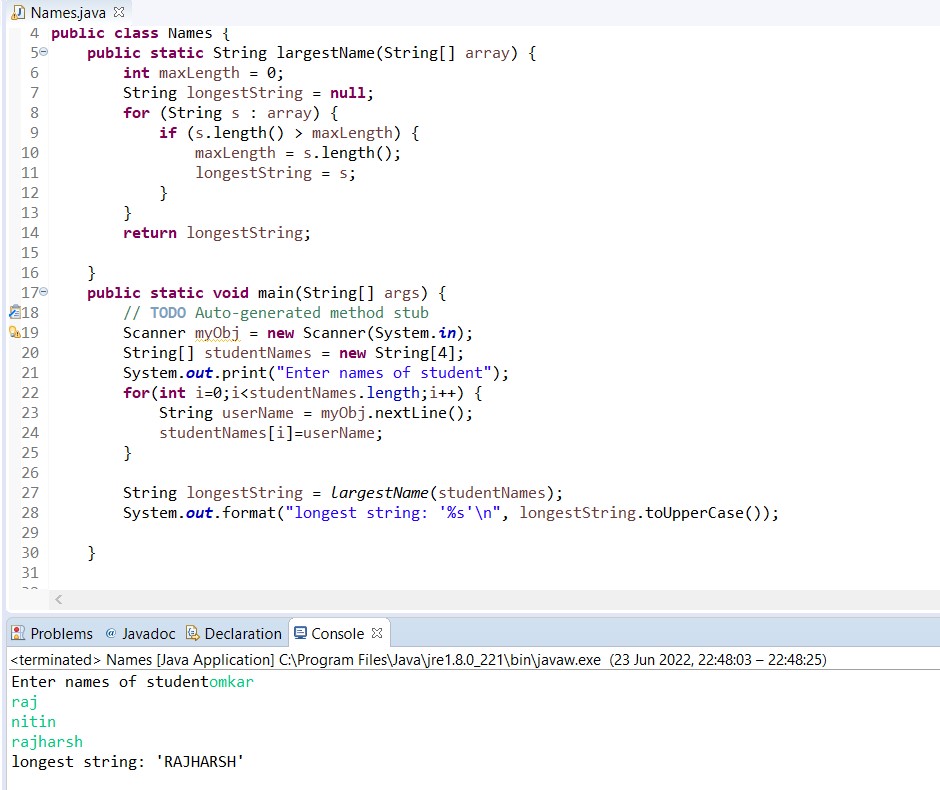 Names.java
4 public class Names {
5 public static String largestName(String[] array) {
6 int maxLength = 0;
7 String longestString = null;
8 for (String s : array) {
9 if (s.length() > maxLength) {
10 maxLength = s.length();
11 longestString = s;
12 }
13 }
14 return longestString;
15
16 }
17 public static void main(String[] args) {
18 // TODO Auto-generated method stub
19 Scanner myObj = new Scanner(System.in);
20 String[] studentNames = new String[4];
21 System.out.print("Enter names of student");
22 for(int i=0;i<studentNames.length;i++) {
23 String userName = myObj.nextLine();
24 studentNames[i]=userName;
25 }
26
27 String longestString = largestName(studentNames);
28 System.out.format("longest string: '%s'\n", longestString.toUpperCase());
29
30 }
31
Problems @ Javadoc Declaration Console
<terminated> Names [Java Application] C:\Program Files\Java\jre1.8.0_221\bin\javaw.exe (23 Jun 2022, 22:48:03 – 22:48:25)
Enter names of studentomkar
raj
nitin
rajharsh
longest string: 'RAJHARSH'